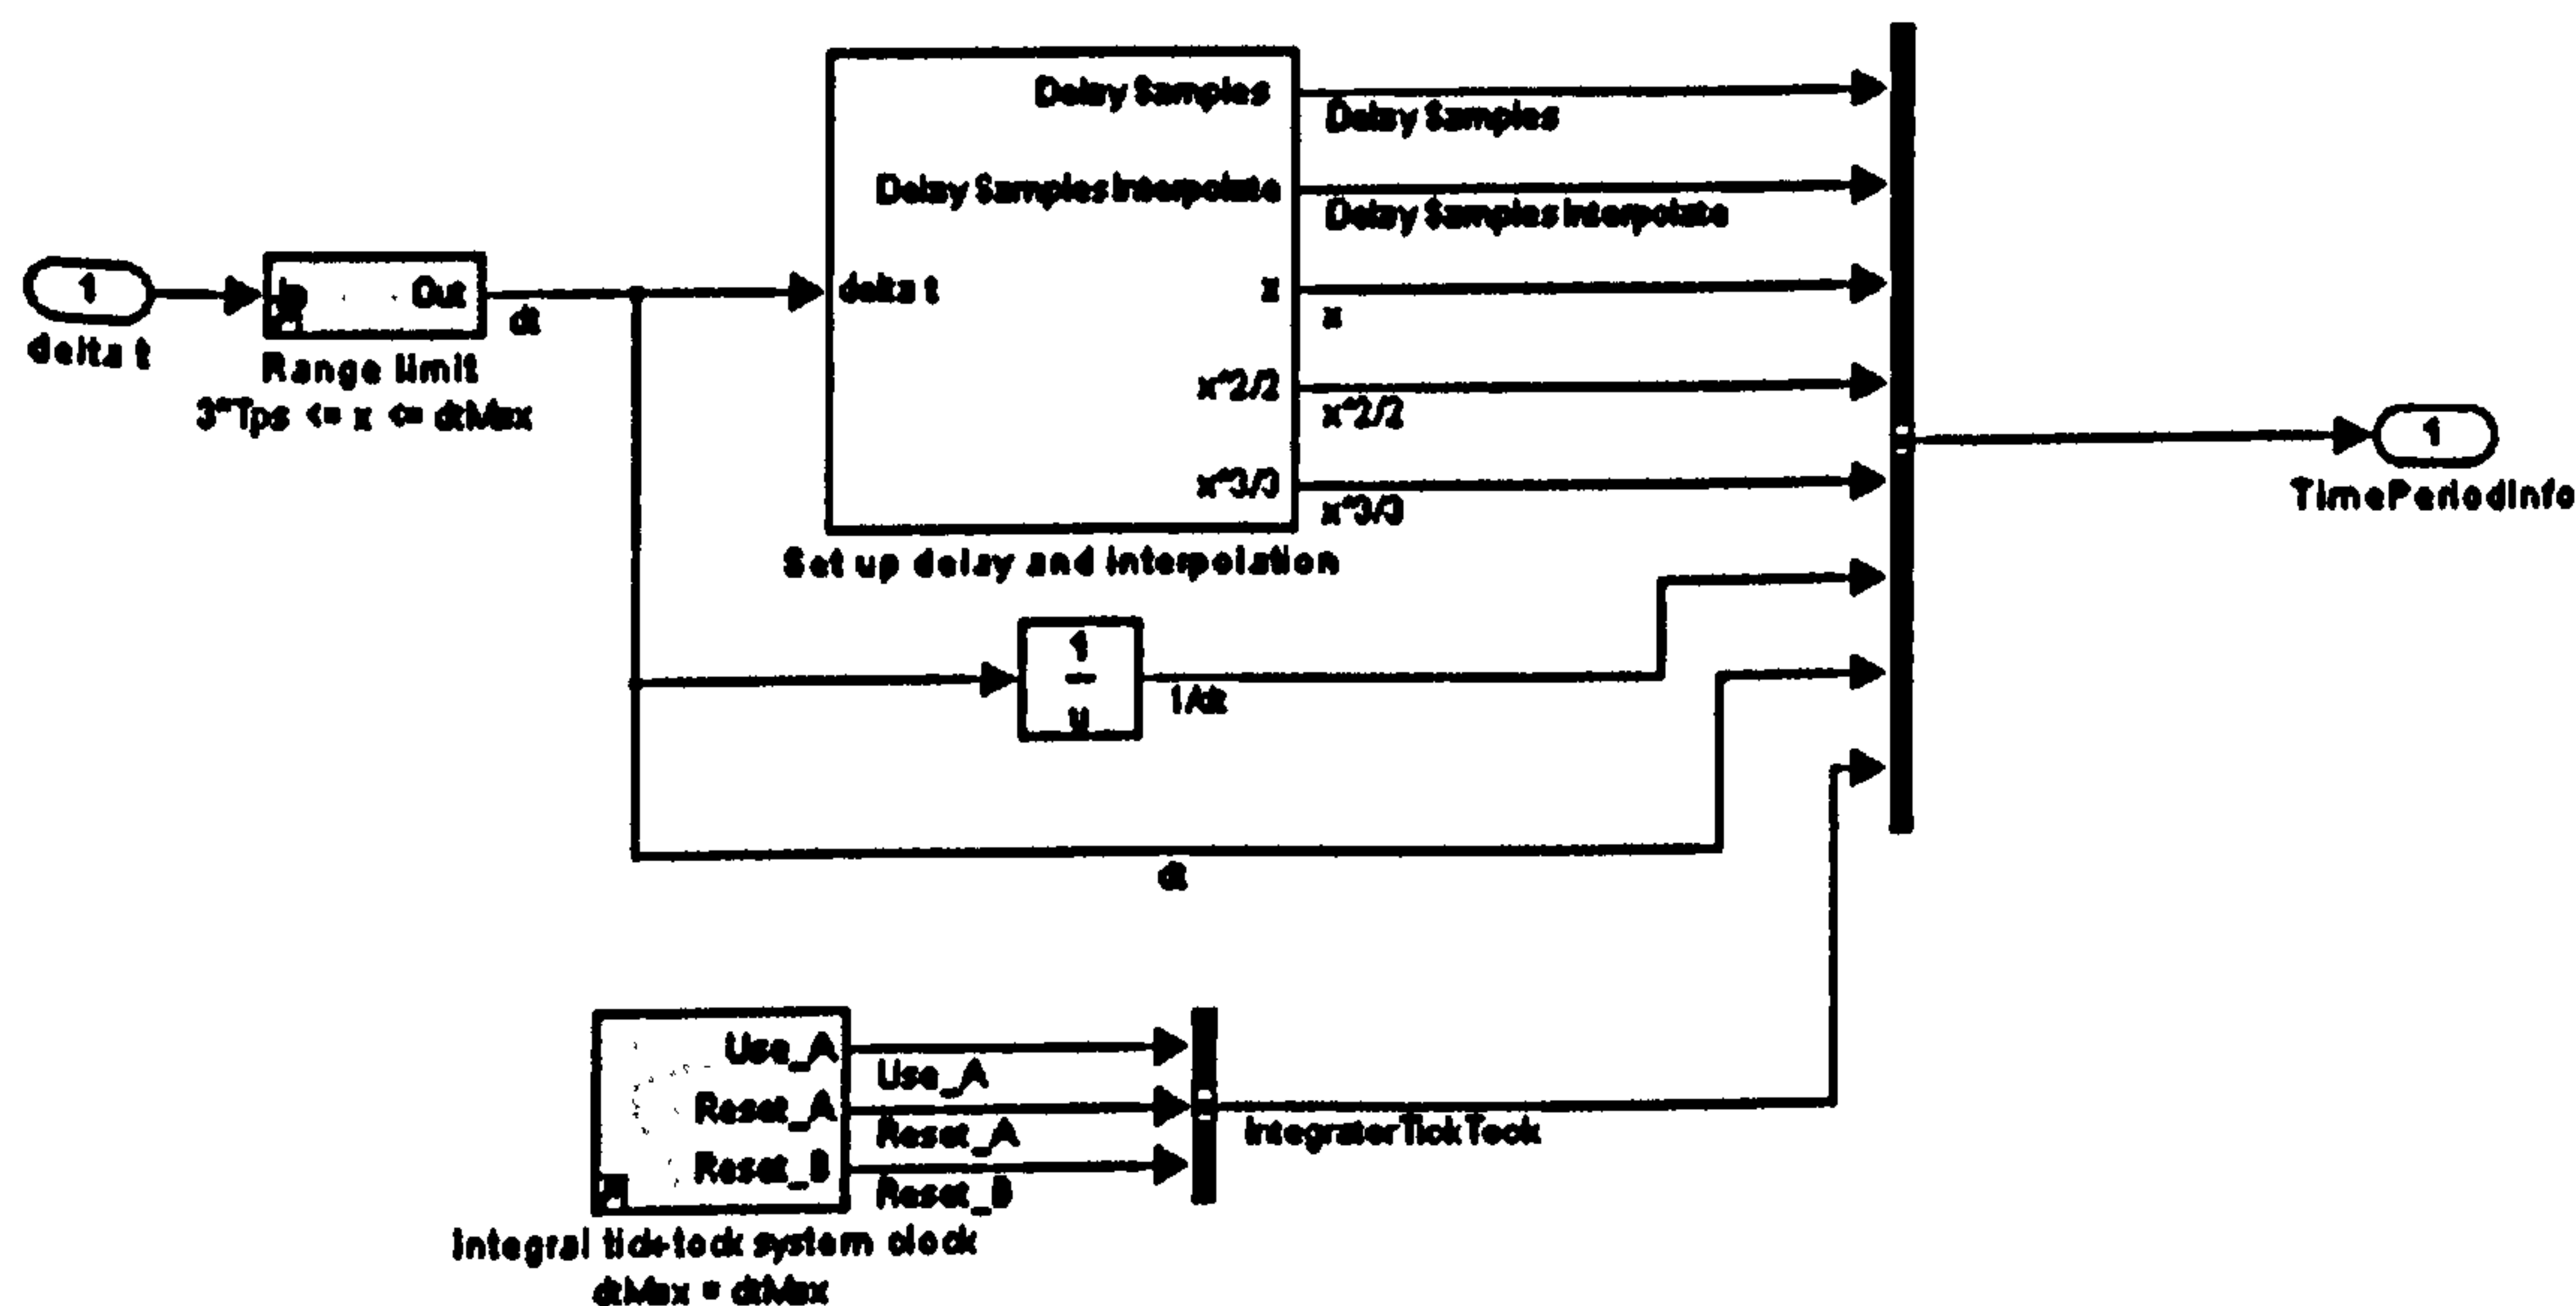 1
delta t
In
Out
Range limit
3*Tps <= x <= dtMax
dt
delta t
Delay Samples
Delay Samples Interpolate
x
x^2/2
x^3/3
Set up delay and interpolation
Delay Samples
Delay Samples Interpolate
x
x^2/2
x^3/3
1
u
1/dt
dt
Use_A
Reset_A
Reset_B
Integral tick-tock system clock
dtMax = dtMax
Use_A
Reset_A
Reset_B
IntegraterTickTock
1
TimePeriodInfo